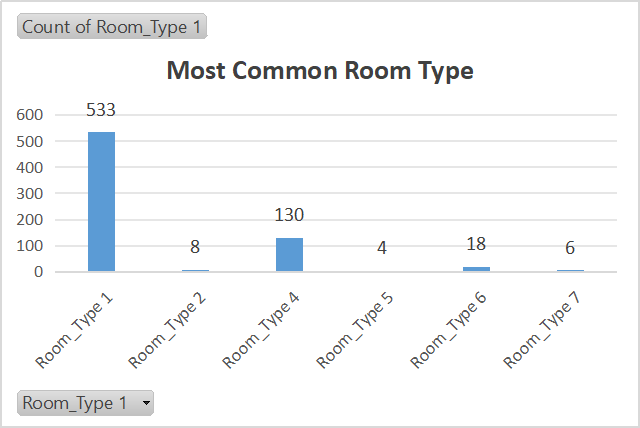 Count of Room_Type 1
Most Common Room Type
600
500
400
300
200
100
0
533
8
130
4
18
6
Room_Type 1
Room_Type 2
Room_Type 4
Room_Type 5
Room_Type 6
Room_Type 7
Room_Type 1